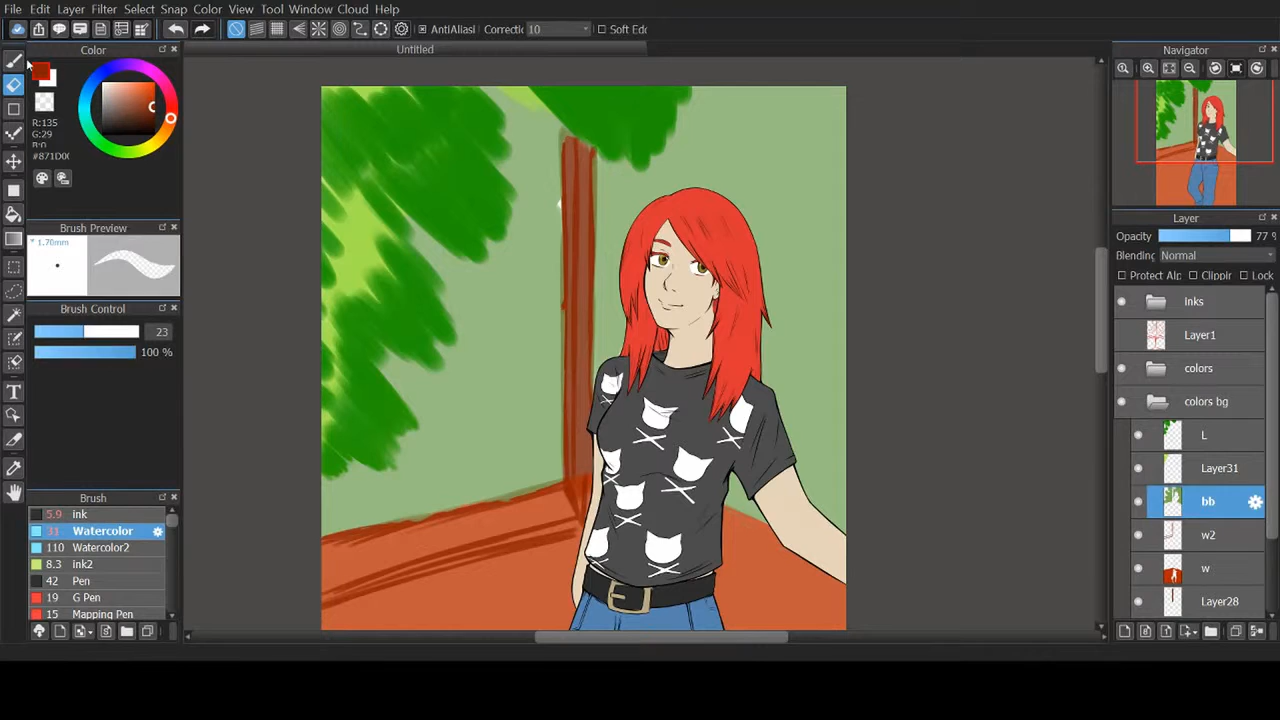 File Edit Layer Filter Select Snap Color View Tool Window Cloud Help
AntiAliasi Correctic 10 Soft Edg
Color
Untitled
Navigator
R:135
G:29
B:0
#871D00
Layer
Opacity 77 %
Blending Normal
Protect Alp Clippin Lock
Brush Preview
* 1.70mm
Brush Control
23
100 %
Inks
Layer1
colors
colors bg
L
Layer31
bb
w2
w
Layer28
Brush
5.9 ink
31 Watercolor
110 Watercolor2
8.3 ink2
42 Pen
19 G Pen
15 Mapping Pen